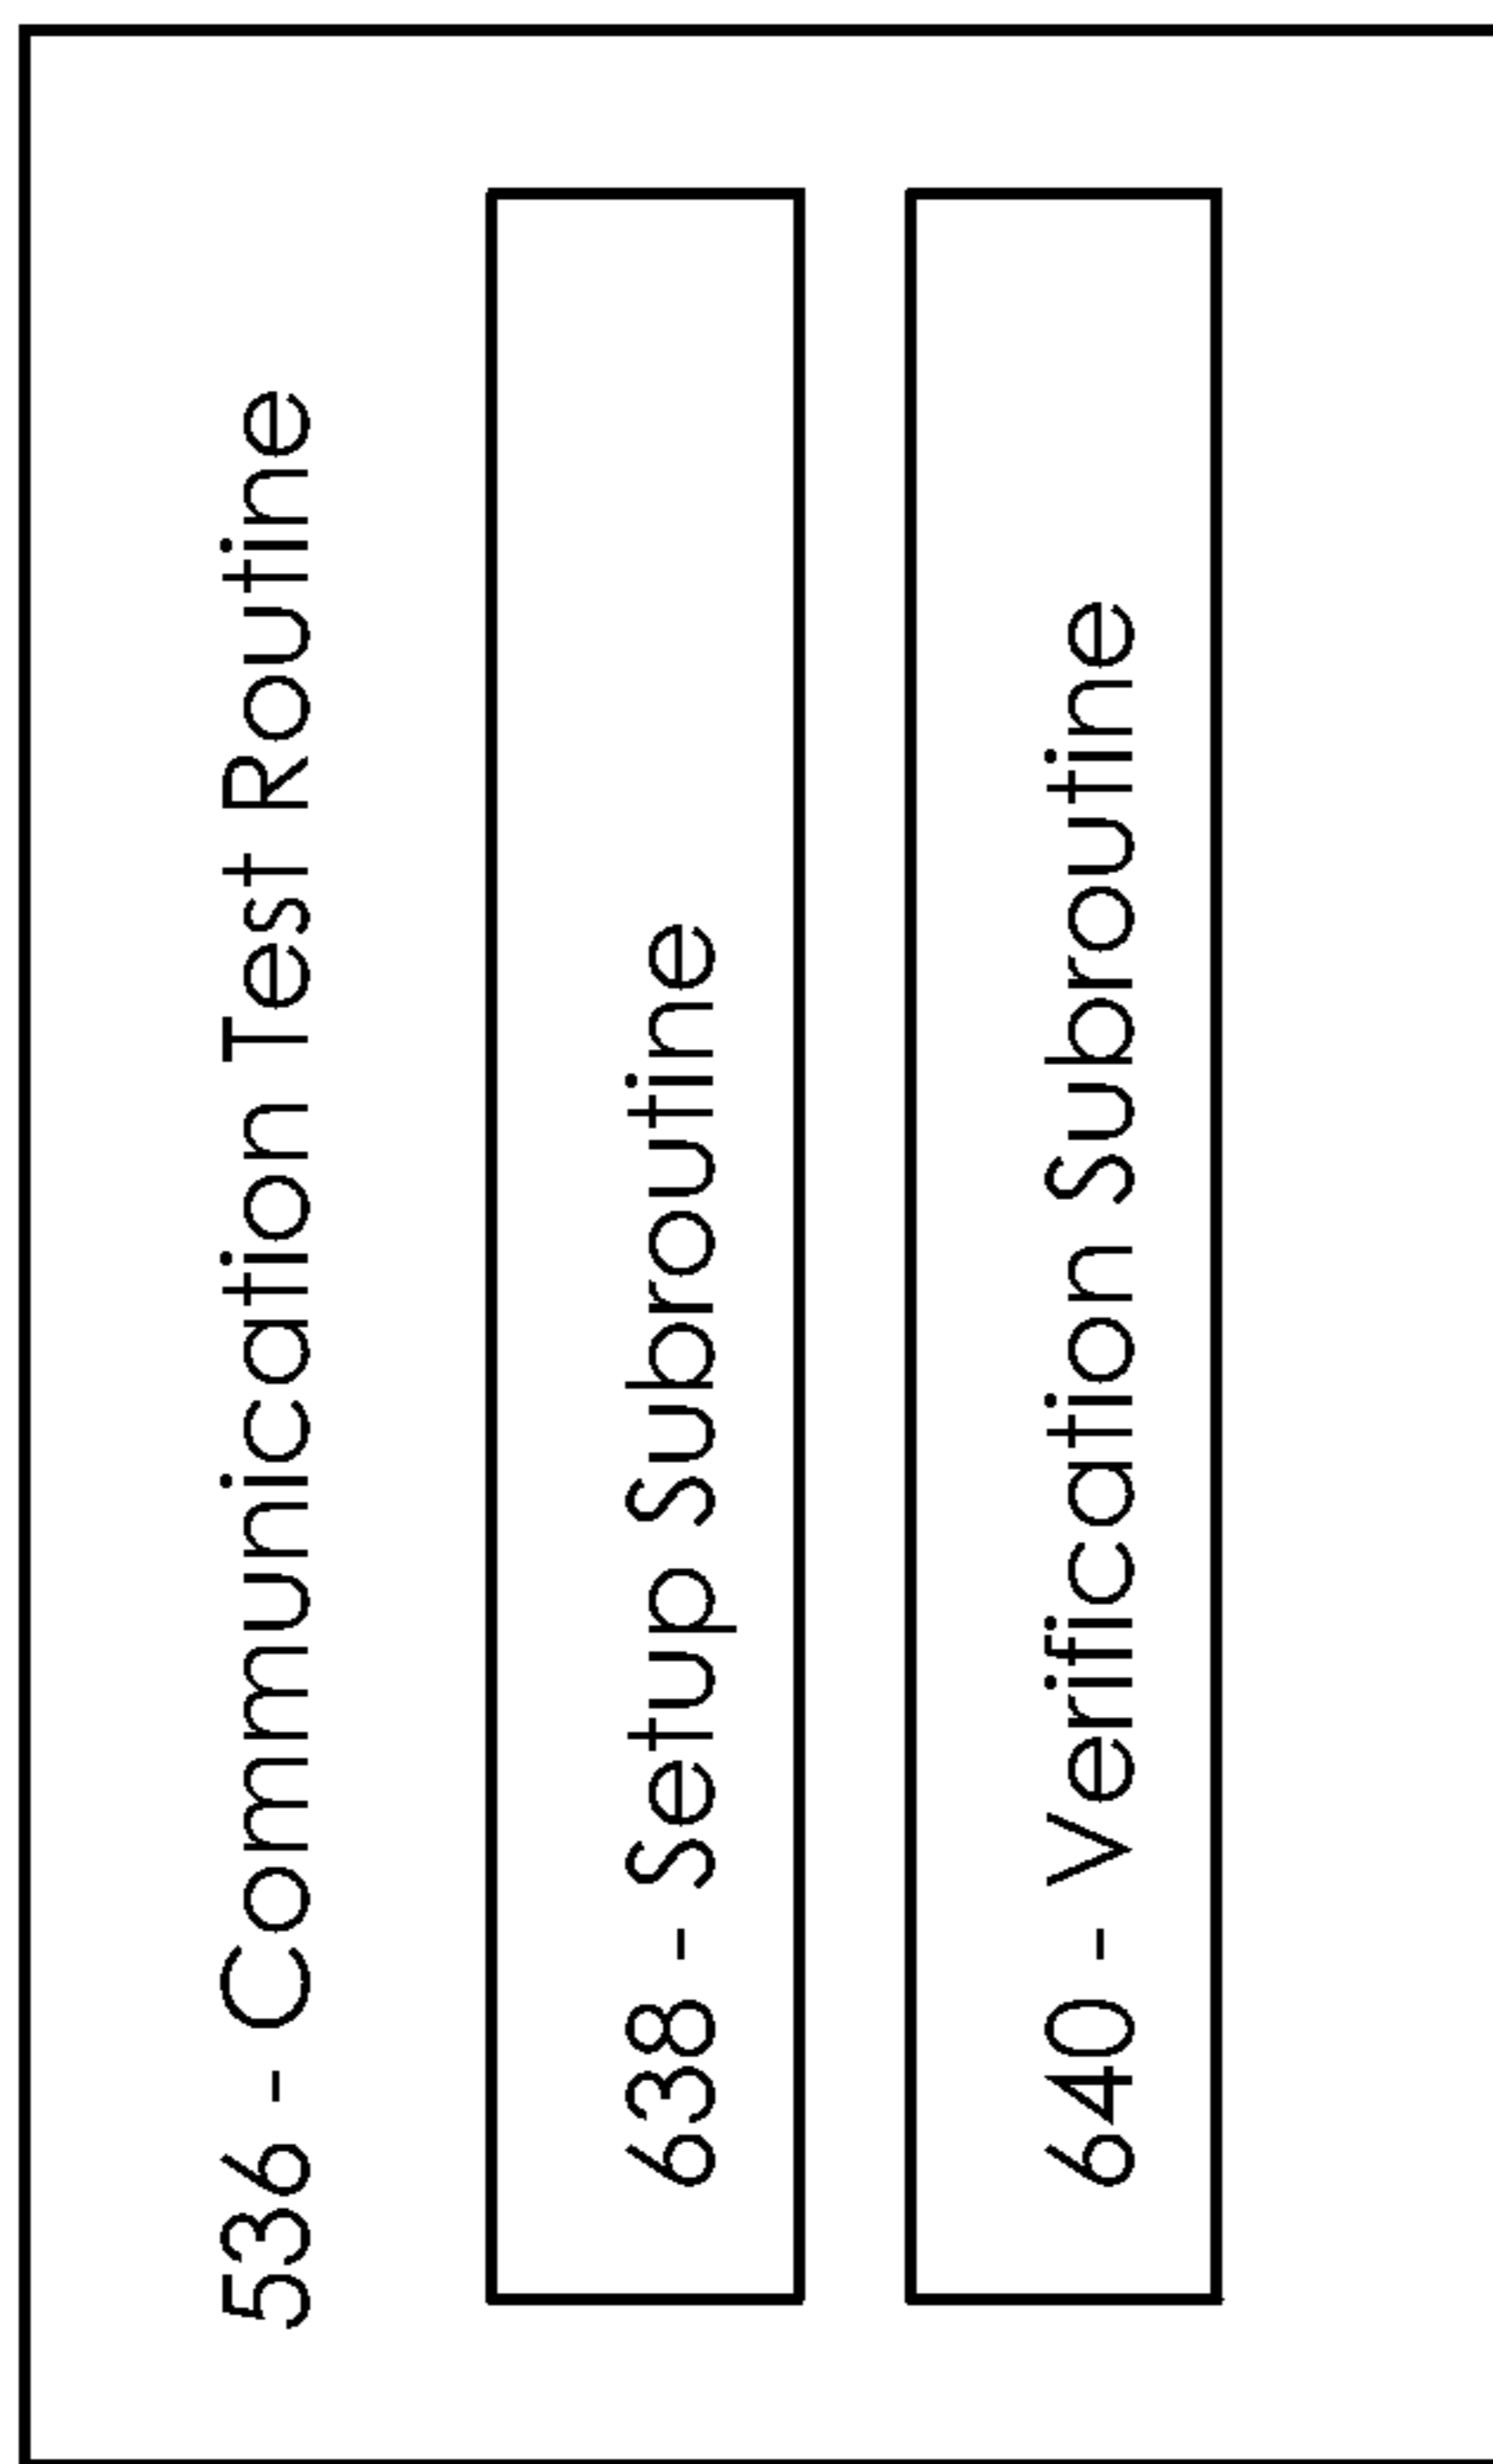 536 - Communication Test Routine
638 - Setup Subroutine
640 - Verification Subroutine